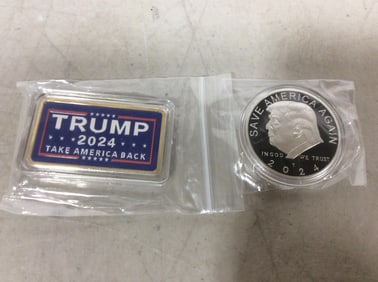 TRUMP
2024
TAKE AMERICA BACK
SAVE AMERICA AGAIN
IN GOD WE TRUST
2024